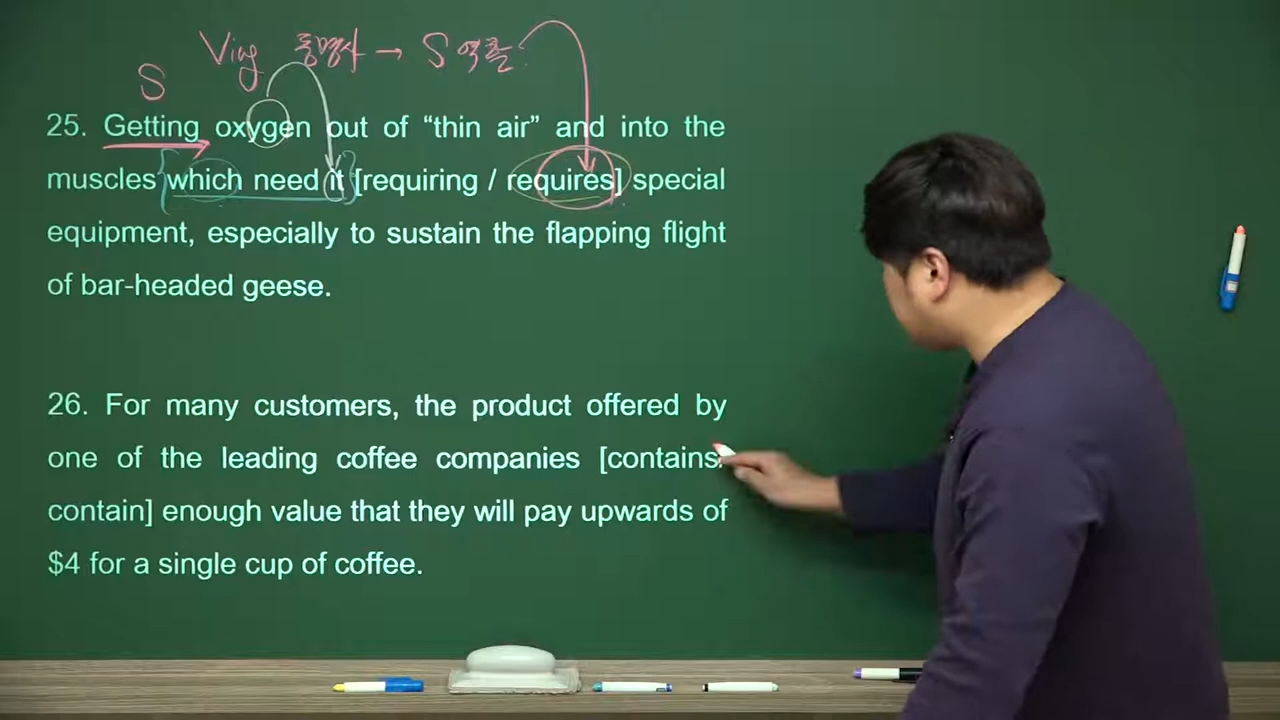 Ving 동명사 → S 역할
S
25. Getting oxygen out of “thin air” and into the
muscles {which need it} [requiring / requires] special
equipment, especially to sustain the flapping flight
of bar-headed geese.
26. For many customers, the product offered by
one of the leading coffee companies [contains/
contain] enough value that they will pay upwards of
$4 for a single cup of coffee.